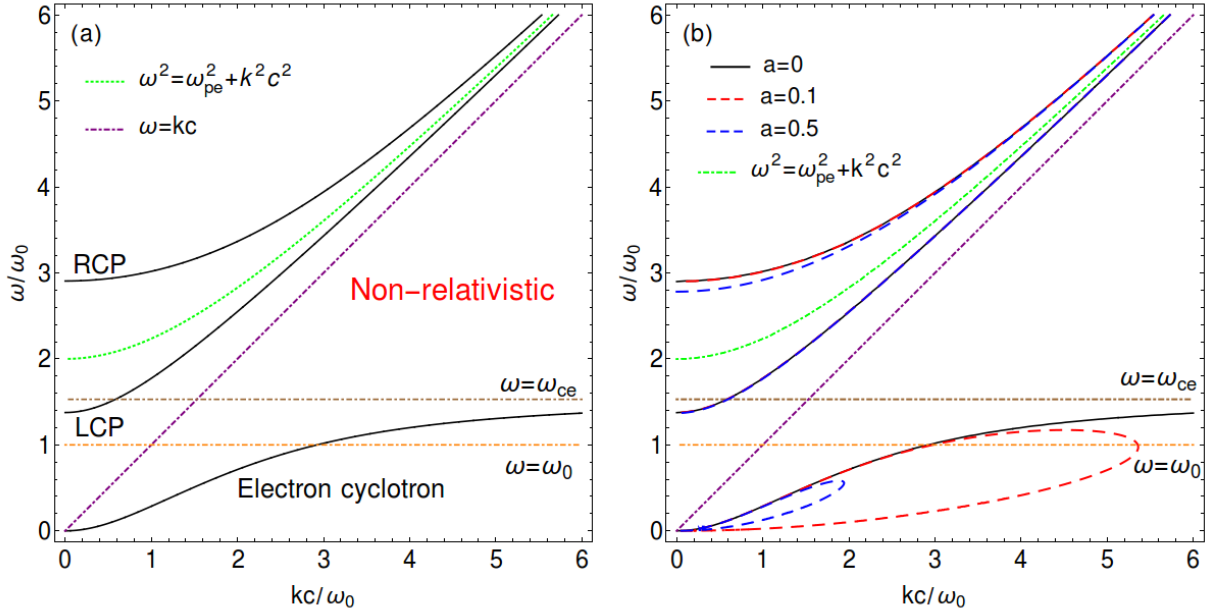 (a)
ω²=ω²pe+k²c²
ω=kc
RCP
Non-relativistic
ω=ωce
LCP
ω=ω0
Electron cyclotron
0 1 2 3 4 5 6
0 1 2 3 4 5 6
kc/ω0
ω/ω0
(b)
a=0
a=0.1
a=0.5
ω²=ω²pe+k²c²
ω=ωce
ω=ω0
0 1 2 3 4 5 6
0 1 2 3 4 5 6
kc/ω0
ω/ω0